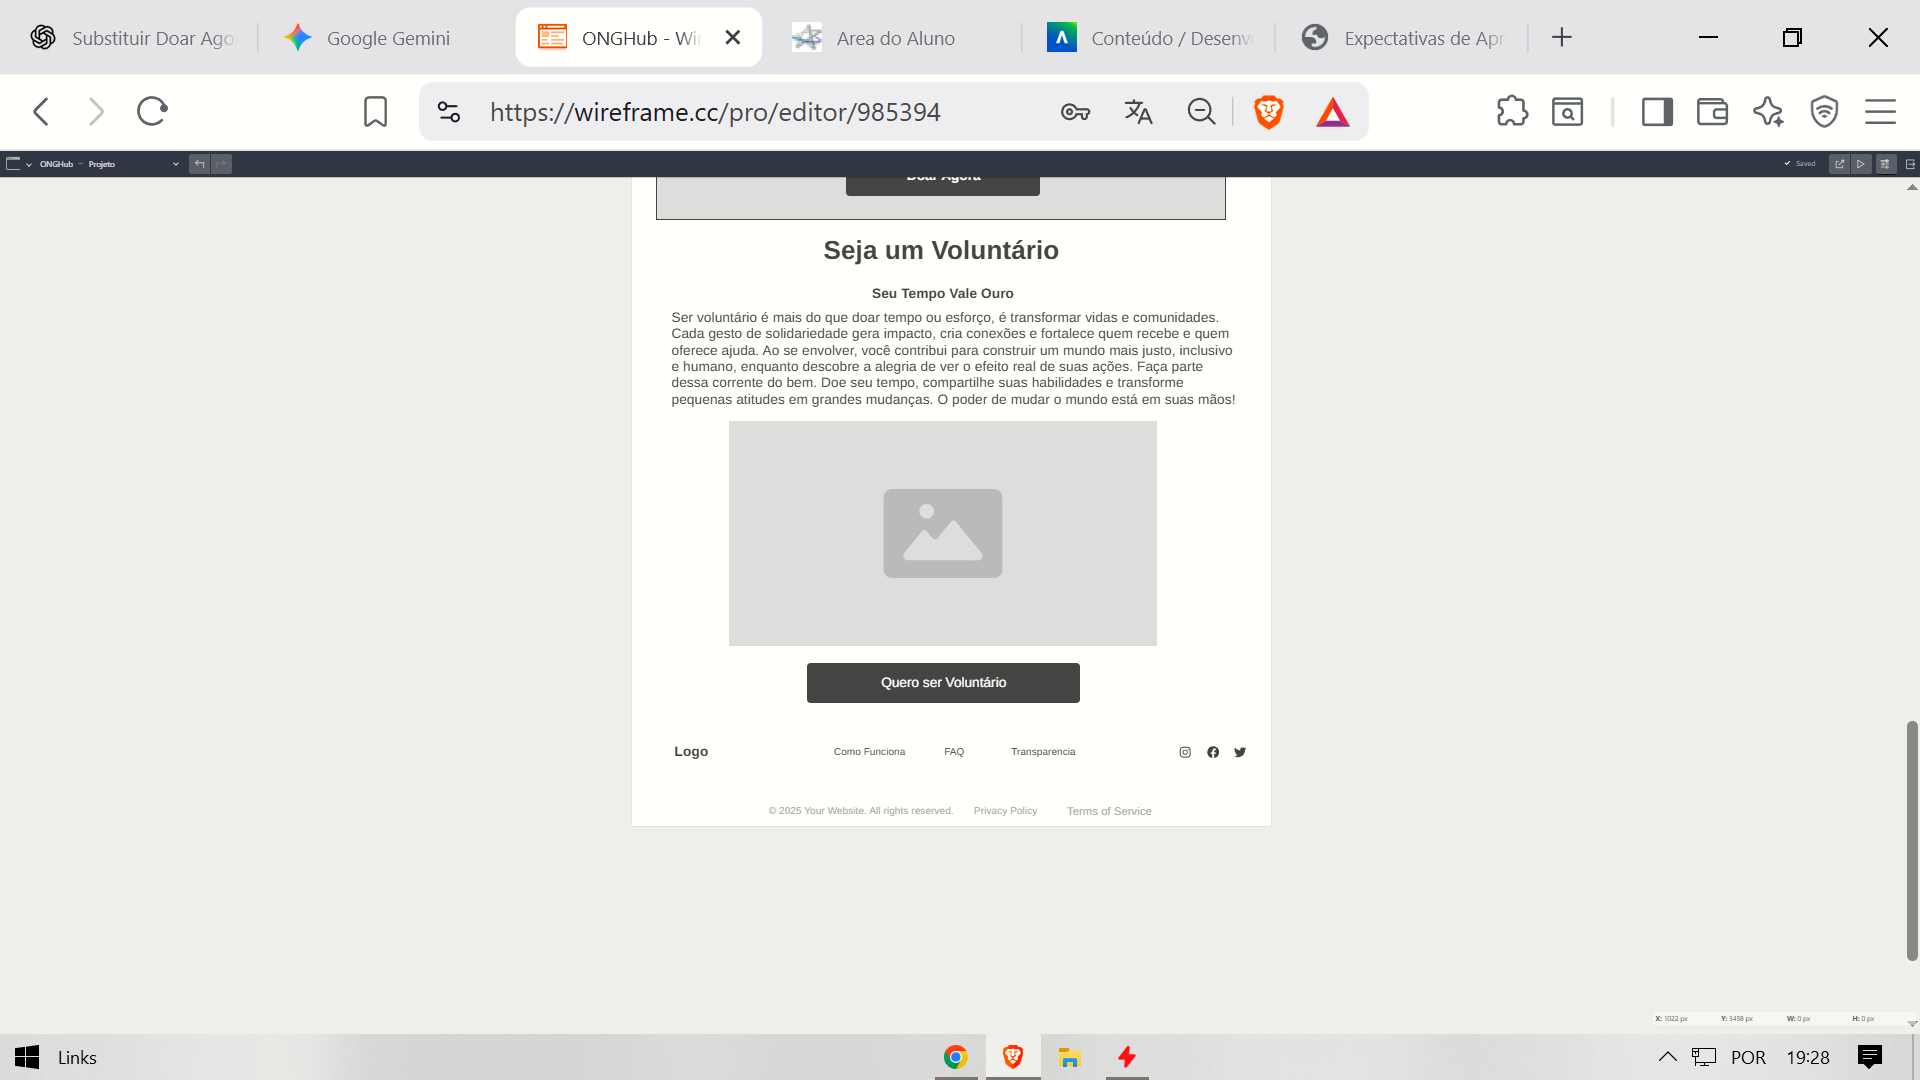 Substituir Doar Ago
Google Gemini
ONGHub - Wi
Area do Aluno
Conteúdo / Desenv
Expectativas de Apr
https://wireframe.cc/pro/editor/985394
ONGHub – Projeto
Saved
Doar Agora
Seja um Voluntário
Seu Tempo Vale Ouro
Ser voluntário é mais do que doar tempo ou esforço, é transformar vidas e comunidades.
Cada gesto de solidariedade gera impacto, cria conexões e fortalece quem recebe e quem
oferece ajuda. Ao se envolver, você contribui para construir um mundo mais justo, inclusivo
e humano, enquanto descobre a alegria de ver o efeito real de suas ações. Faça parte
dessa corrente do bem. Doe seu tempo, compartilhe suas habilidades e transforme
pequenas atitudes em grandes mudanças. O poder de mudar o mundo está em suas mãos!
Quero ser Voluntário
Logo
Como Funciona
FAQ
Transparencia
© 2025 Your Website. All rights reserved.
Privacy Policy
Terms of Service
X: 1022 px
Y: 3458 px
W: 0 px
H: 0 px
Links
POR
19:28